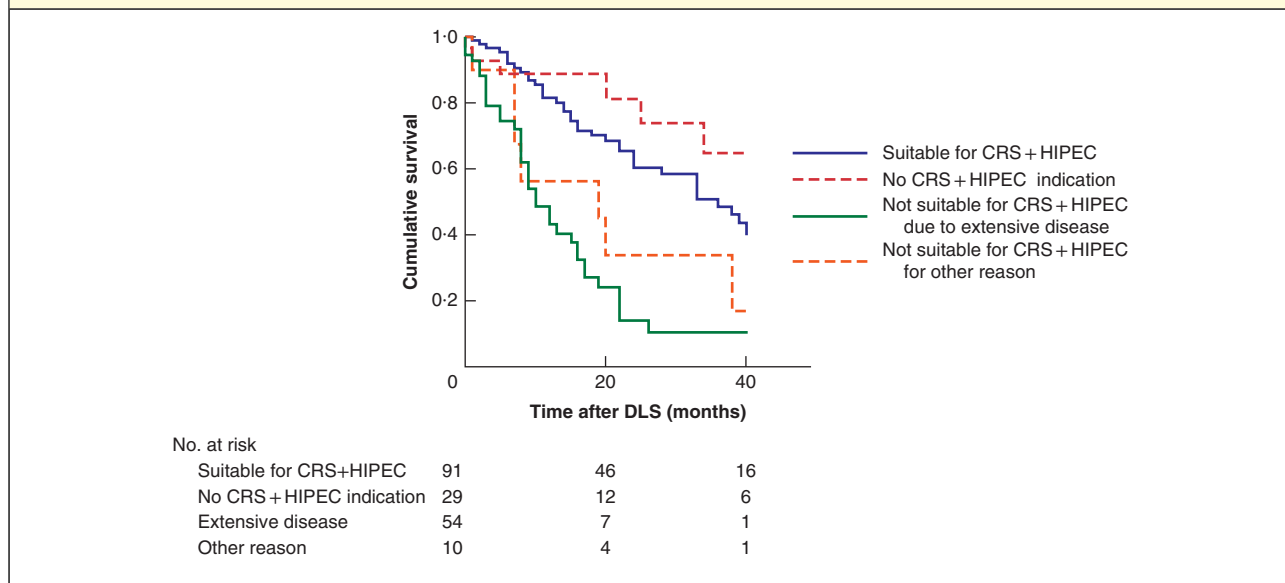 1·0
0·8
0·6
0·4
0·2
0
20
40
Cumulative survival
Time after DLS (months)
Suitable for CRS+HIPEC
No CRS+HIPEC indication
Not suitable for CRS+HIPEC
due to extensive disease
Not suitable for CRS+HIPEC
for other reason
No. at risk
Suitable for CRS+HIPEC 91 46 16
No CRS+HIPEC indication 29 12 6
Extensive disease 54 7 1
Other reason 10 4 1